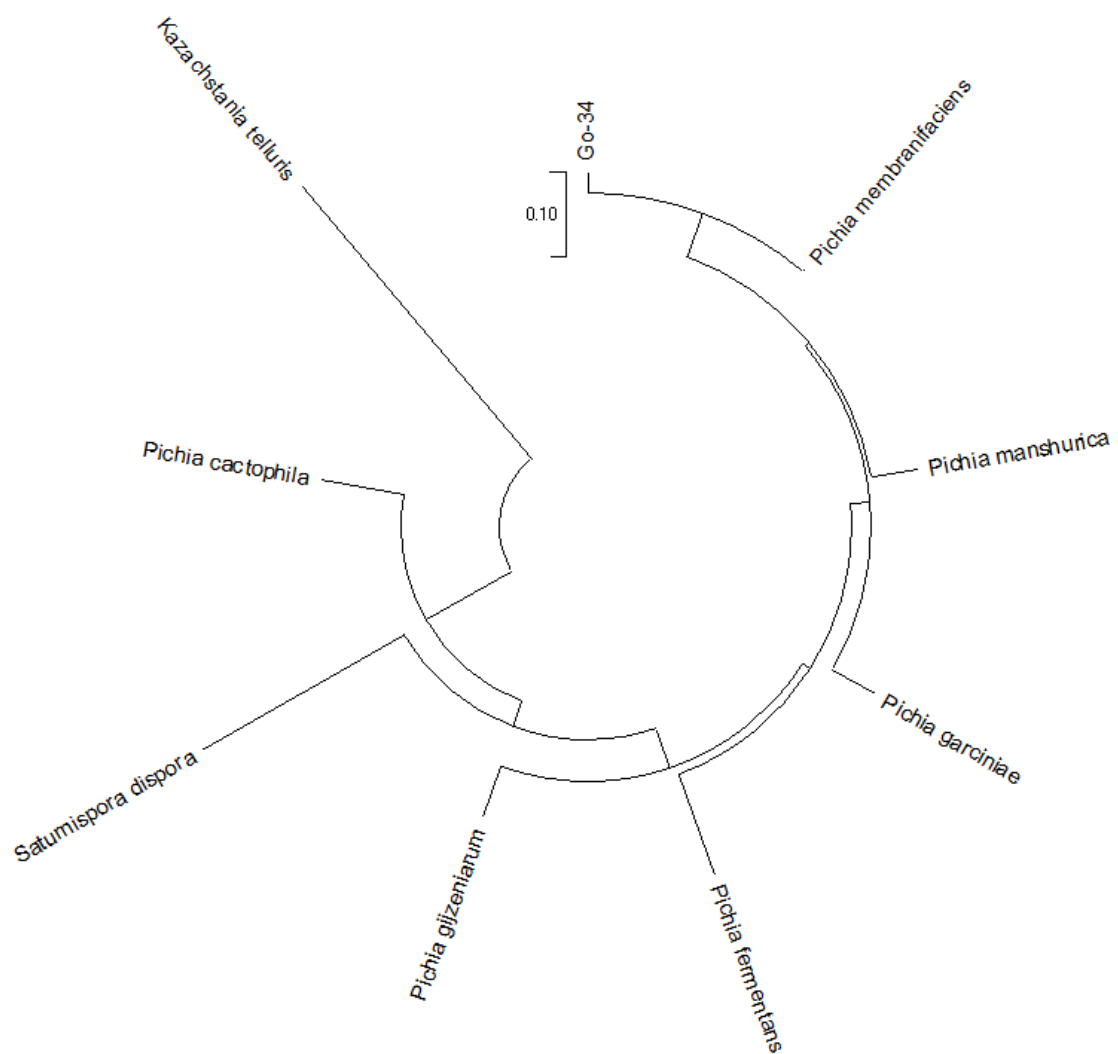 Kazachstania telluris
Go-34
Pichia membranifaciens
0.10
Pichia cactophila
Pichia manshurica
Pichia garciniae
Saturnispora dispora
Pichia gijzeniarum
Pichia fermentans